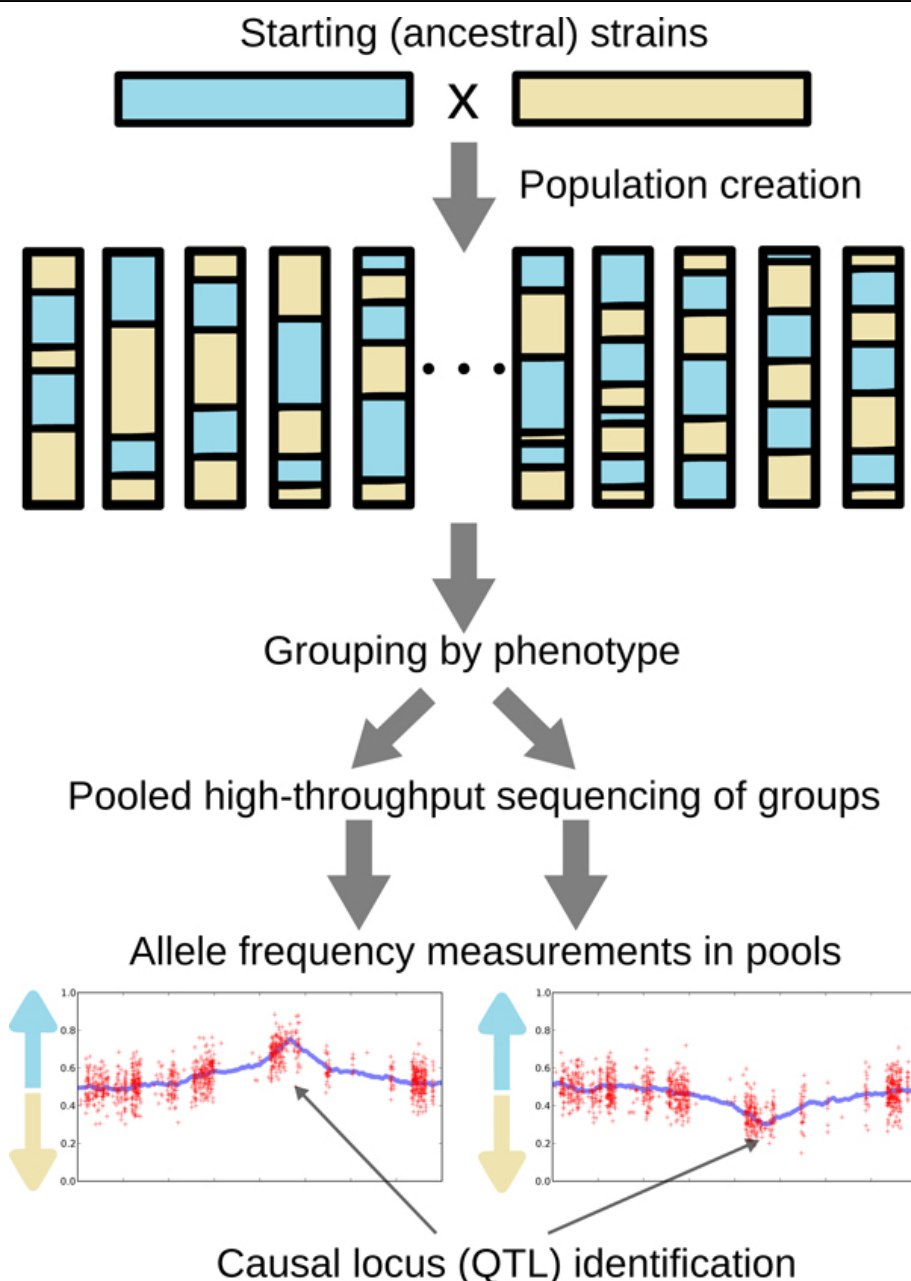 Starting (ancestral) strains
x
Population creation
. . .
Grouping by phenotype
Pooled high-throughput sequencing of groups
Allele frequency measurements in pools
1.0
0.8
0.6
0.4
0.2
0.0
1.0
0.8
0.6
0.4
0.2
0.0
Causal locus (QTL) identification